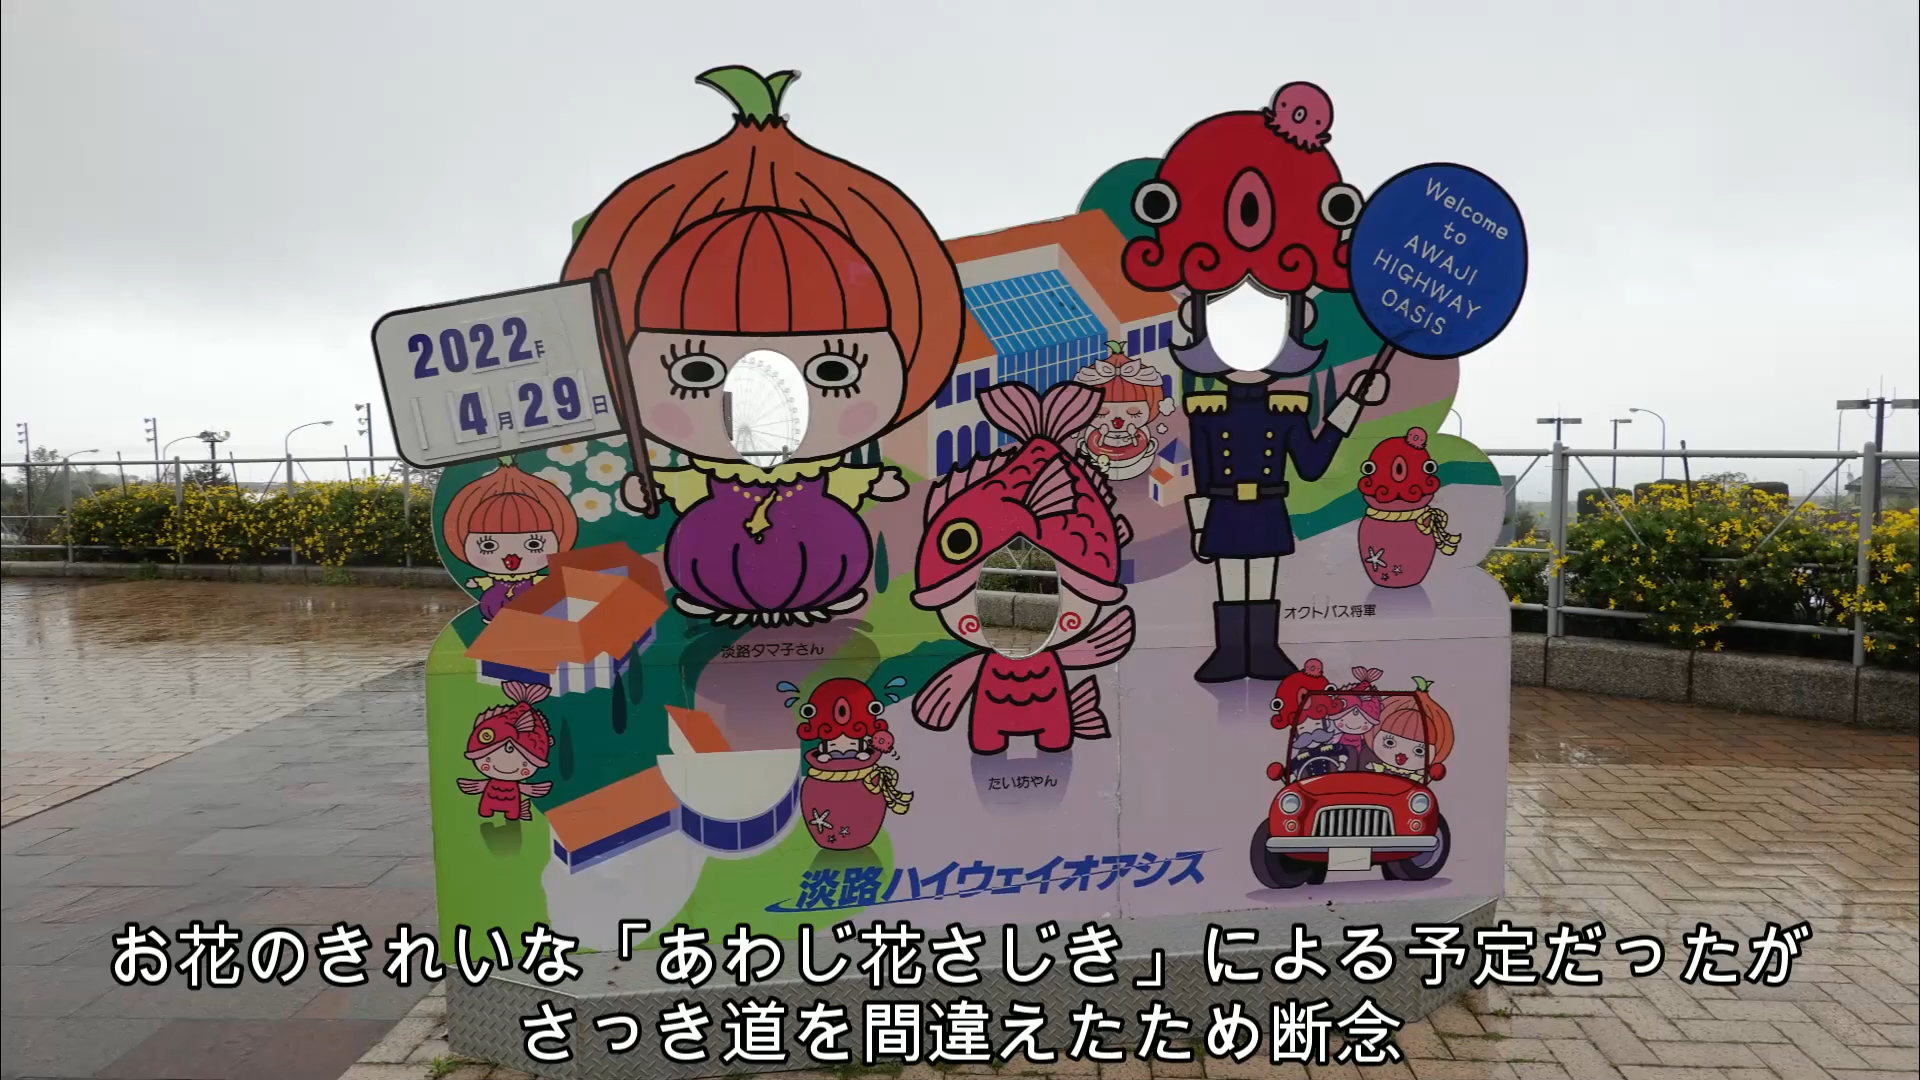 2022年
4月29日
Welcome
to
AWAJI
HIGHWAY
OASIS
オクトパス将軍
淡路タマ子さん
たい坊やん
淡路ハイウェイオアシス
お花のきれいな「あわじ花さじき」による予定だったが
さっき道を間違えたため断念